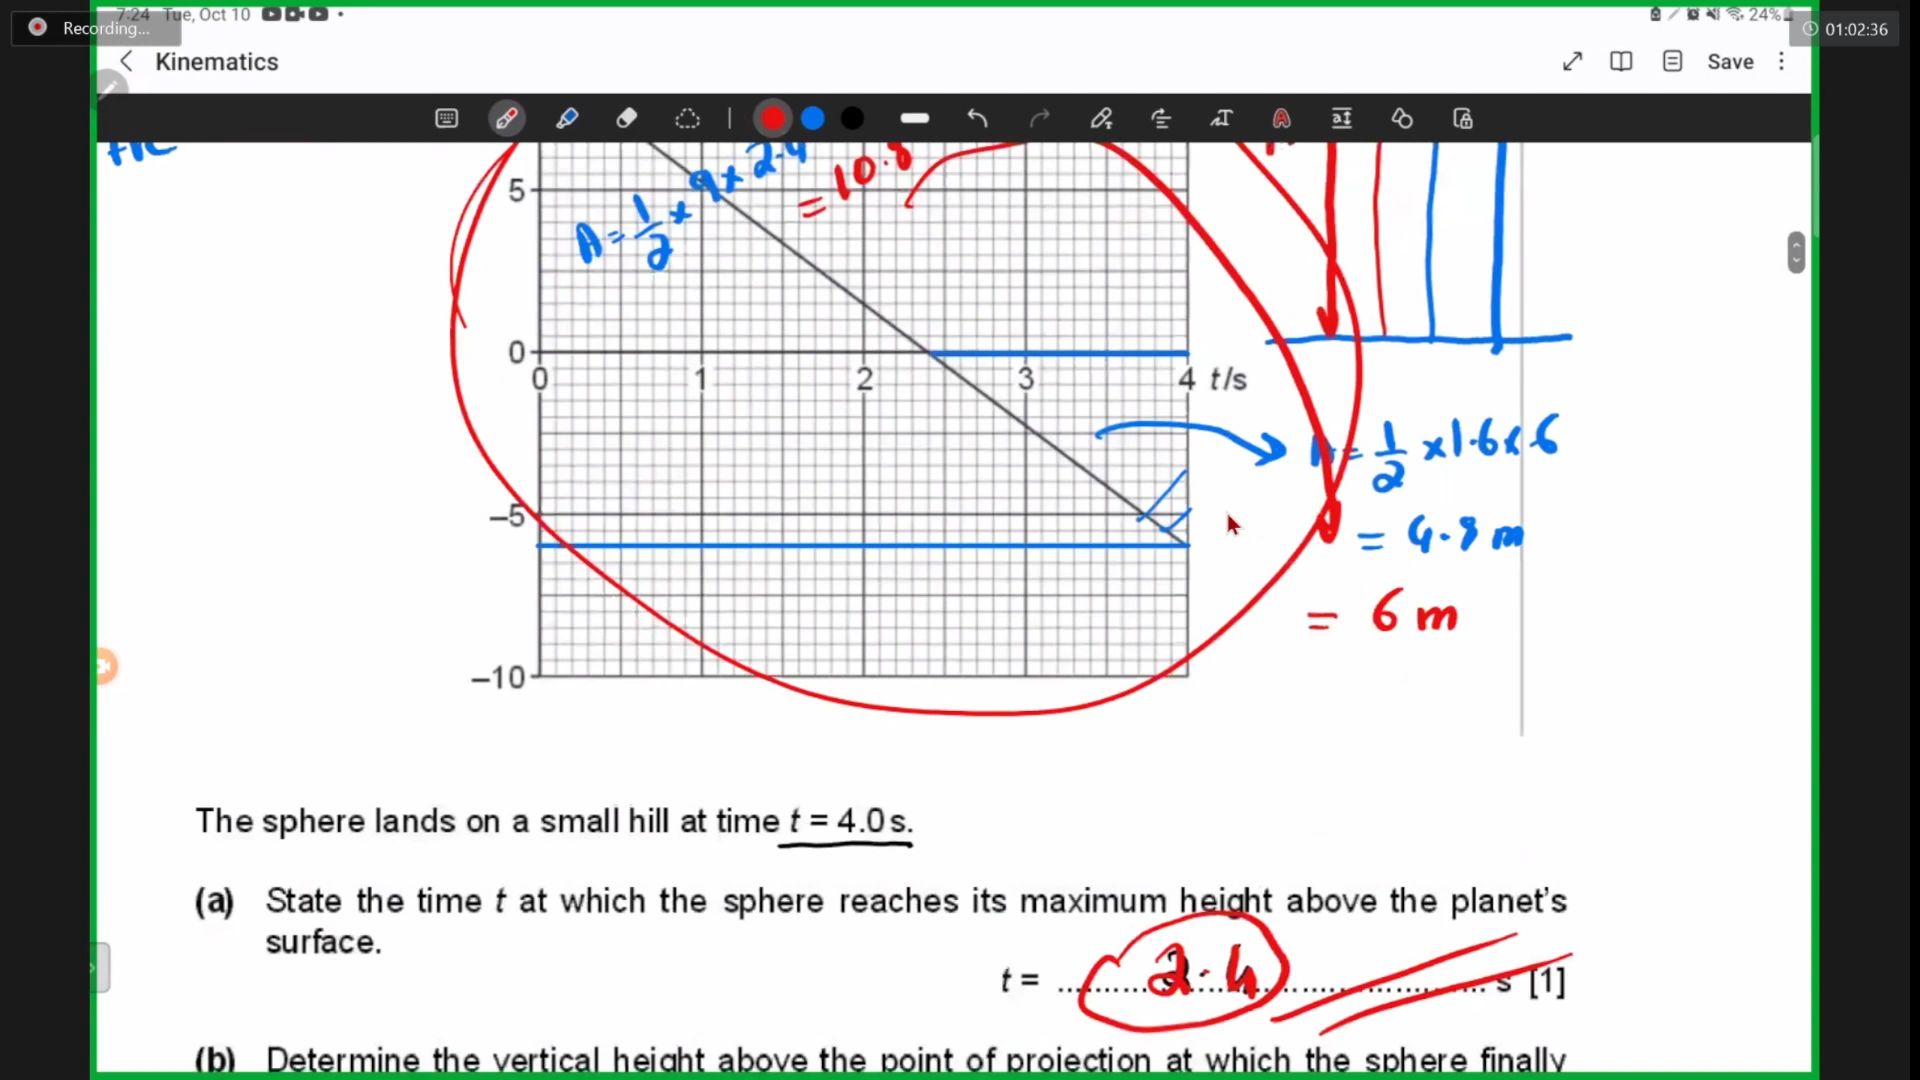 7:24 Tue, Oct 10
24%
Recording...
01:02:36
Kinematics
Save
5
A = 1/2 × 9 × 2.4
= 10.8
0
0 1 2 3 4 t/s
A = 1/2 × 1.6 × 6
–5
= 4.8 m
= 6 m
–10
The sphere lands on a small hill at time t = 4.0 s.
(a) State the time t at which the sphere reaches its maximum height above the planet's
surface.
t = .......... 2.4 .......... s [1]
(b) Determine the vertical height above the point of projection at which the sphere finally